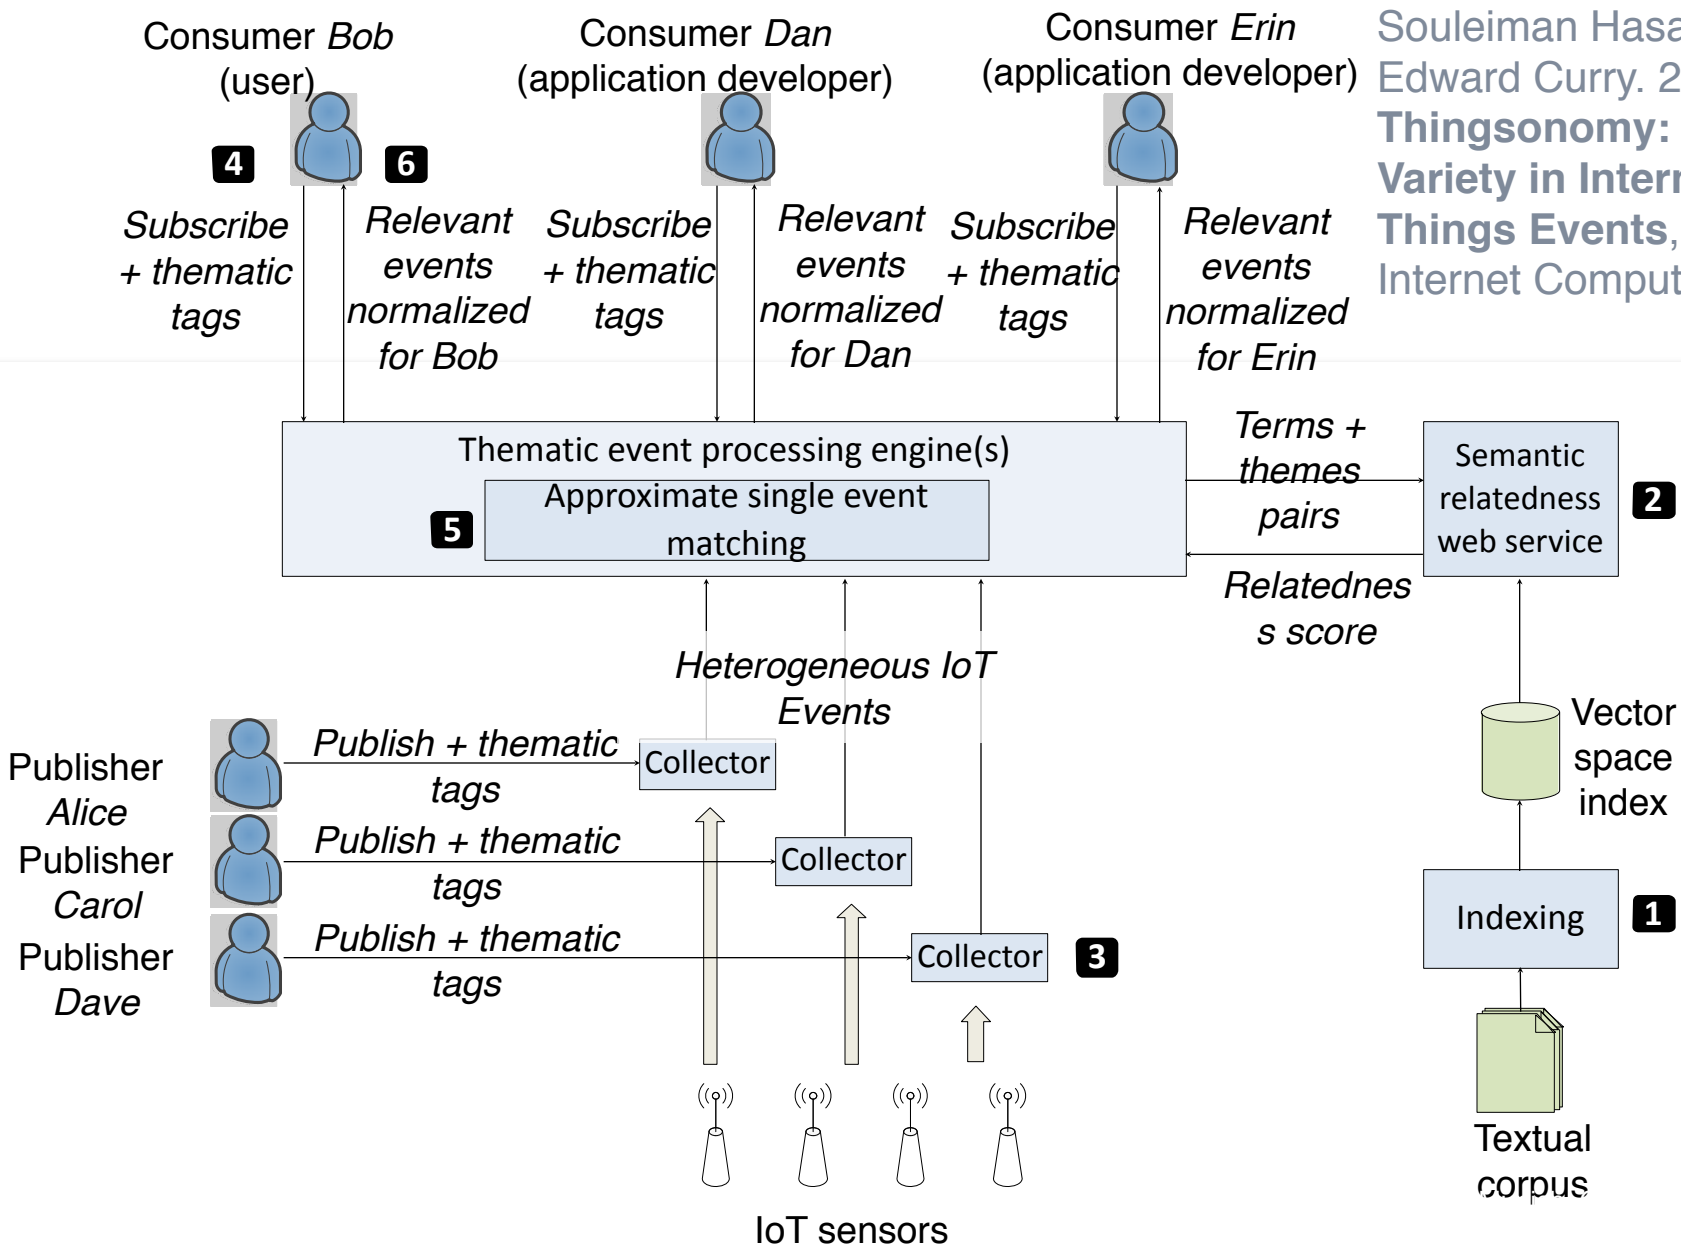 Consumer Bob
(user)
Consumer Dan
(application developer)
Consumer Erin
(application developer)
Souleiman Hasa
Edward Curry. 2
Thingsonomy:
Variety in Intern
Things Events,
Internet Comput
4
6
Subscribe
+ thematic
tags
Relevant
events
normalized
for Bob
Subscribe
+ thematic
tags
Relevant
events
normalized
for Dan
Subscribe
+ thematic
tags
Relevant
events
normalized
for Erin
Thematic event processing engine(s)
Approximate single event
matching
5
Terms +
themes
pairs
Relatednes
s score
Semantic
relatedness
web service
2
Heterogeneous IoT
Events
Publisher
Alice
Publish + thematic
tags
Collector
Publisher
Carol
Publish + thematic
tags
Collector
Publisher
Dave
Publish + thematic
tags
Collector
3
Vector
space
index
Indexing
1
Textual
corpus
IoT sensors